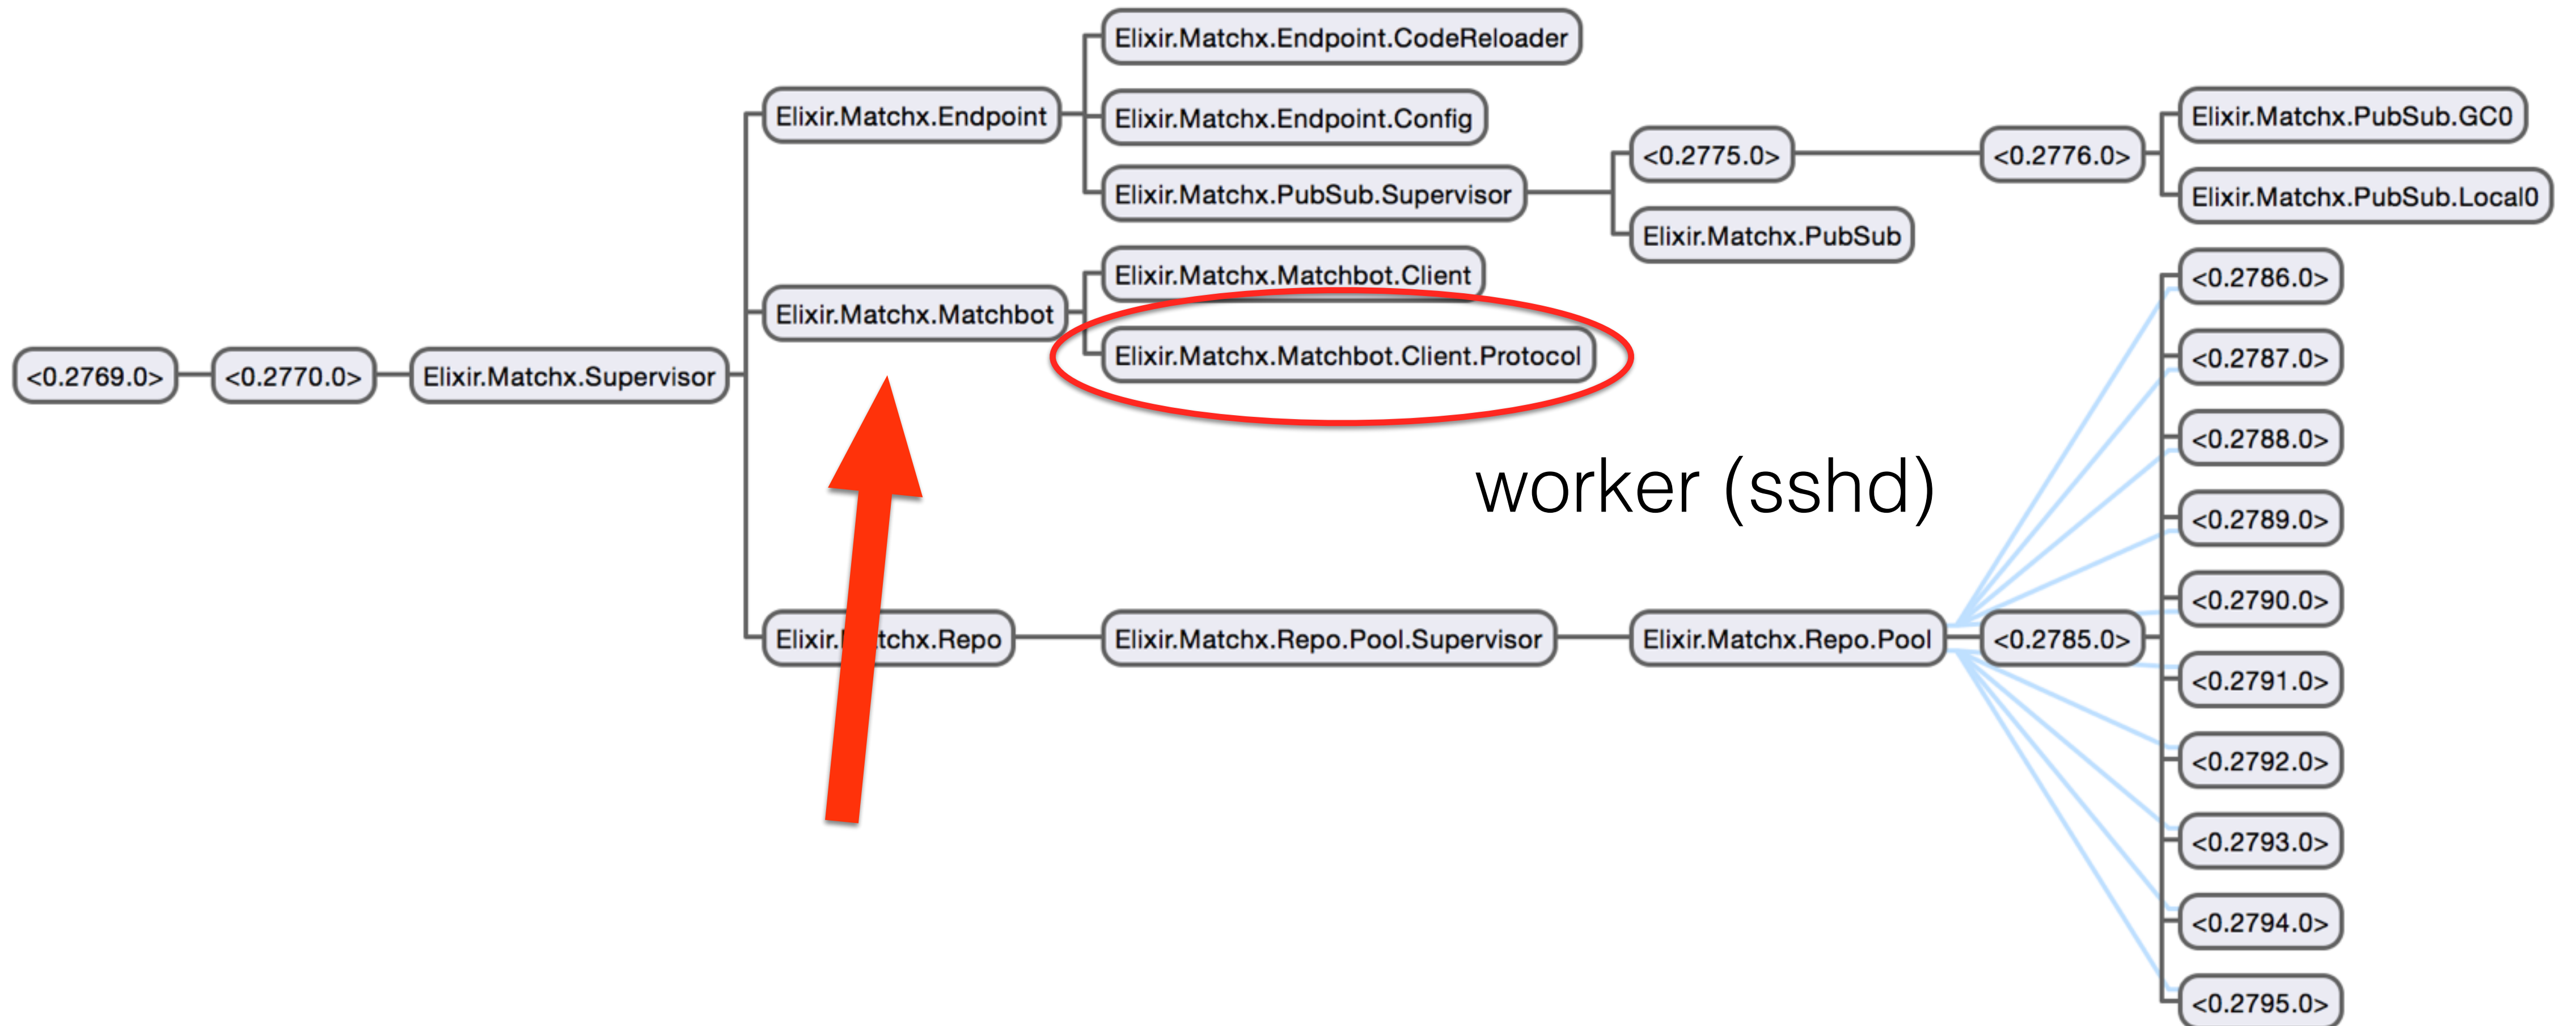 Elixir.Matchx.Endpoint.CodeReloader
Elixir.Matchx.Endpoint
Elixir.Matchx.Endpoint.Config
Elixir.Matchx.PubSub.GC0
<0.2775.0>
<0.2776.0>
Elixir.Matchx.PubSub.Supervisor
Elixir.Matchx.PubSub.Local0
Elixir.Matchx.PubSub
Elixir.Matchx.Matchbot.Client
<0.2786.0>
Elixir.Matchx.Matchbot
Elixir.Matchx.Matchbot.Client.Protocol
<0.2787.0>
<0.2769.0>
<0.2770.0>
Elixir.Matchx.Supervisor
<0.2788.0>
worker (sshd)
<0.2789.0>
<0.2790.0>
Elixir.Matchx.Repo
Elixir.Matchx.Repo.Pool.Supervisor
Elixir.Matchx.Repo.Pool
<0.2785.0>
<0.2791.0>
<0.2792.0>
<0.2793.0>
<0.2794.0>
<0.2795.0>